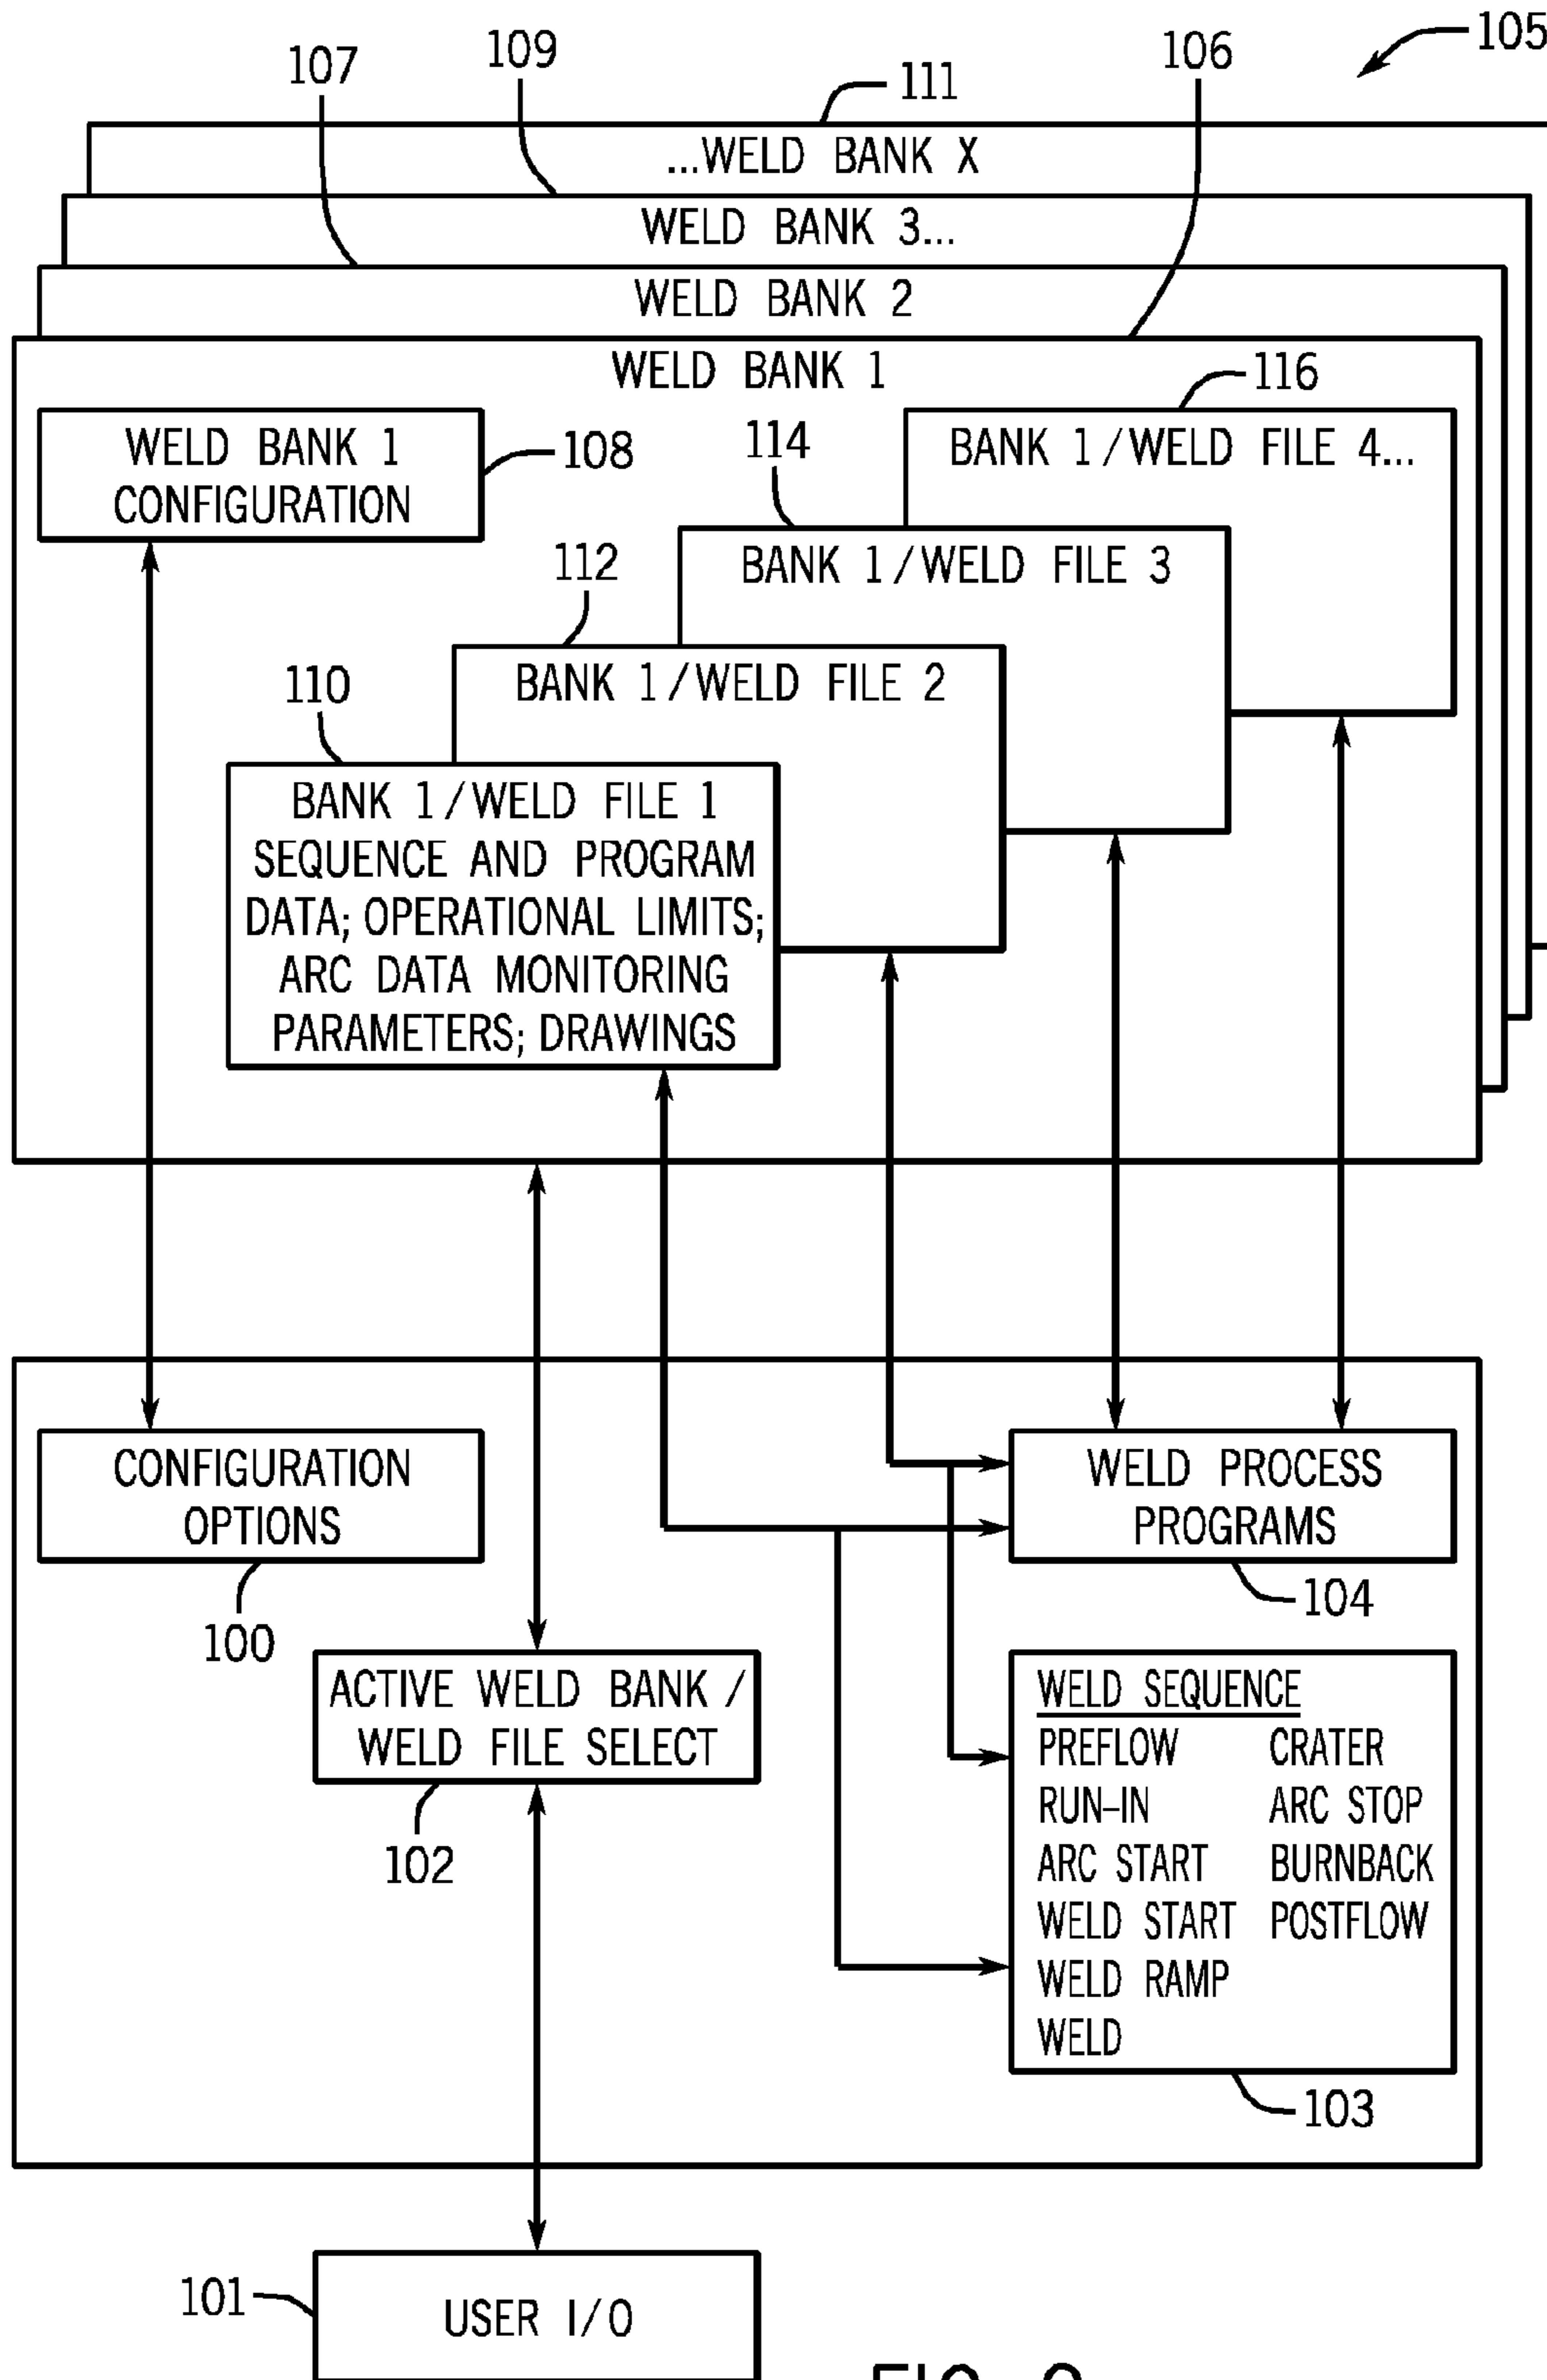 105
109
107
106
111
...WELD BANK X
WELD BANK 3...
WELD BANK 2
WELD BANK 1
116
WELD BANK 1
CONFIGURATION
108
114
BANK 1/WELD FILE 4...
112
BANK 1/WELD FILE 3
110
BANK 1/WELD FILE 2
BANK 1/WELD FILE 1
SEQUENCE AND PROGRAM
DATA; OPERATIONAL LIMITS;
ARC DATA MONITORING
PARAMETERS; DRAWINGS
CONFIGURATION
OPTIONS
100
WELD PROCESS
PROGRAMS
104
ACTIVE WELD BANK /
WELD FILE SELECT
102
WELD SEQUENCE
PREFLOW CRATER
RUN-IN ARC STOP
ARC START BURNBACK
WELD START POSTFLOW
WELD RAMP
WELD
103
101
USER I/O